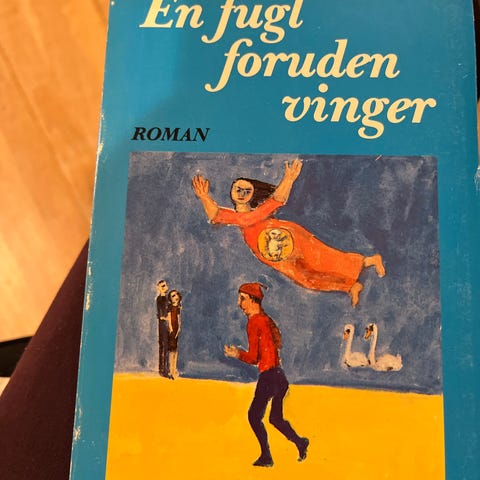 En fugl
foruden
vinger
ROMAN